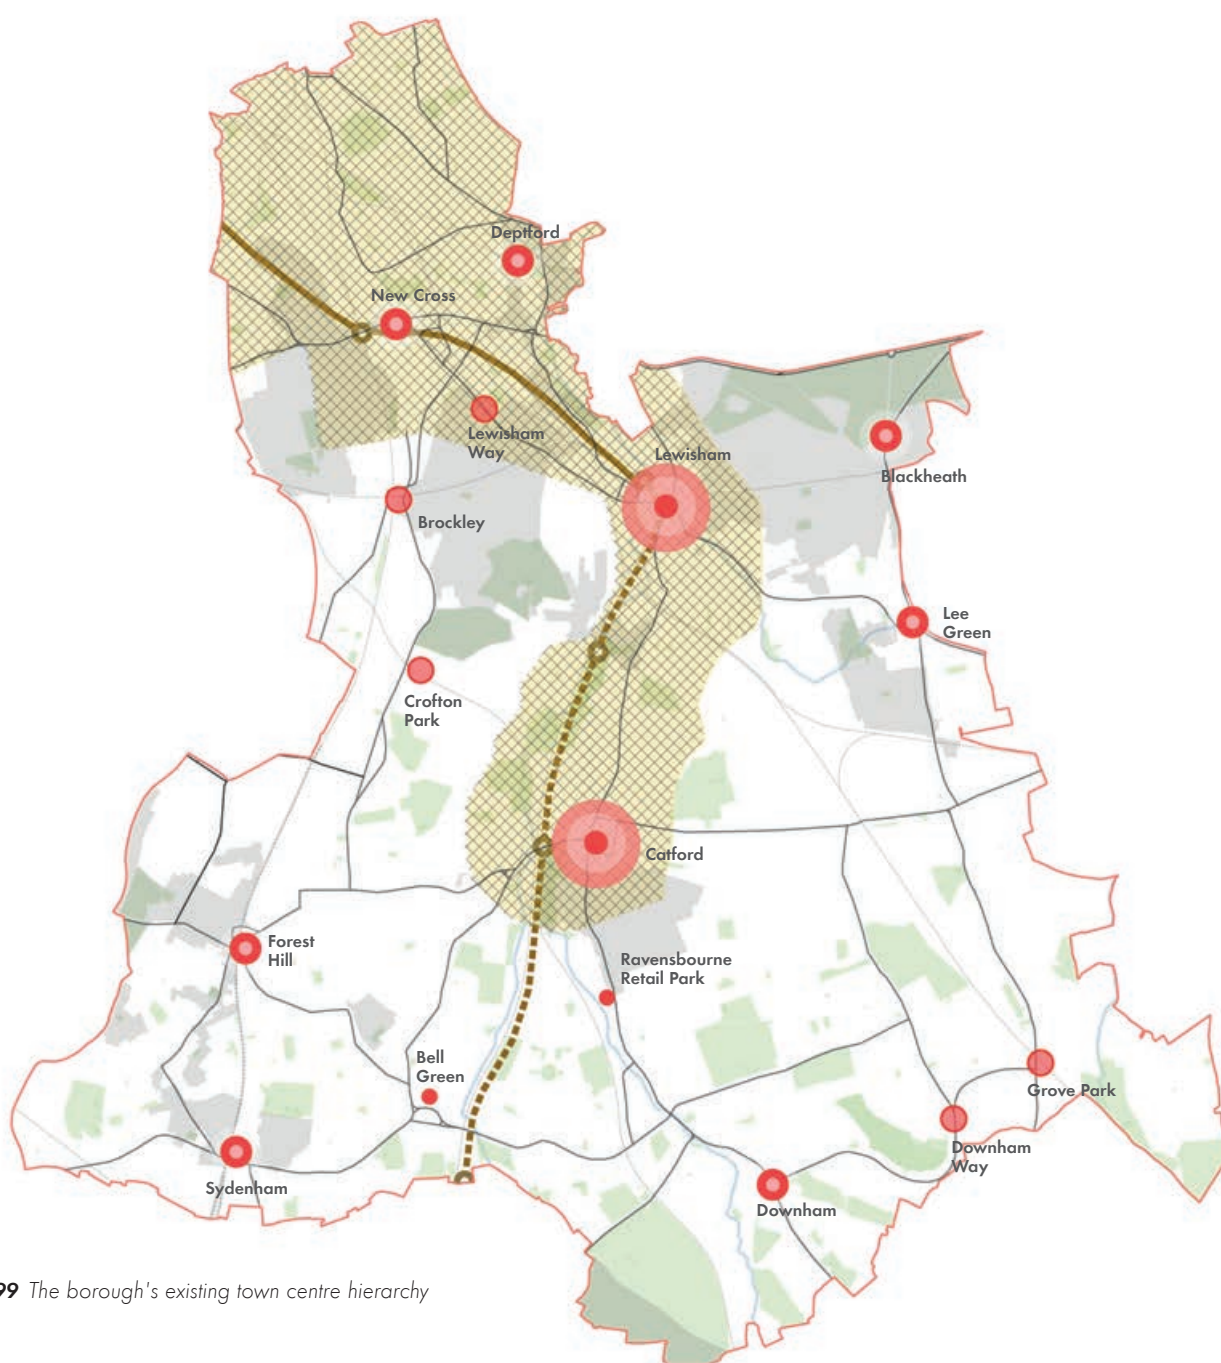 Deptford
New Cross
Lewisham
Way
Lewisham
Blackheath
Brockley
Lee
Green
Crofton
Park
Catford
Forest
Hill
Ravensbourne
Retail Park
Bell
Green
Grove Park
Downham
Way
Sydenham
Downham
99 The borough's existing town centre hierarchy